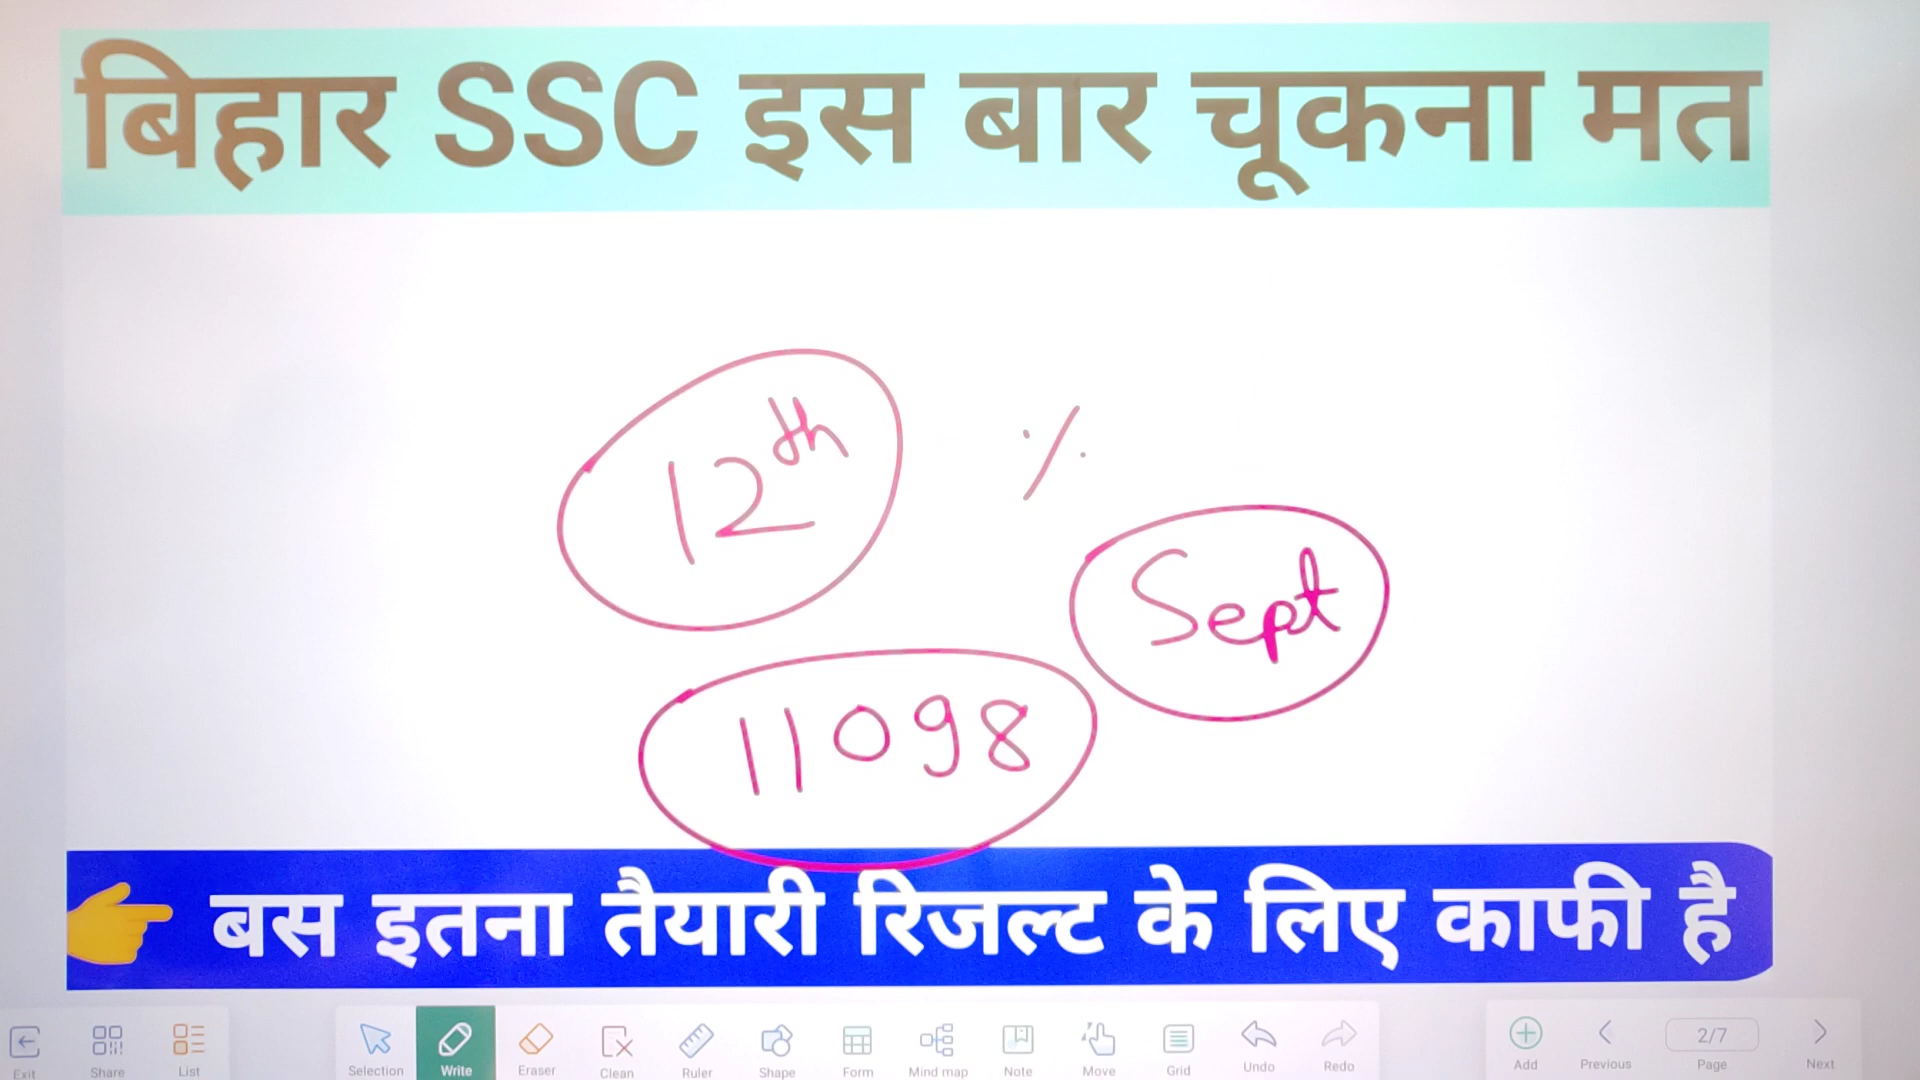 बिहार SSC इस बार चूकना मत
12th %
Sept
11098
👉 बस इतना तैयारी रिजल्ट के लिए काफी है
Exit Share List Selection Write Eraser Clean Ruler Shape Form Mind map Note Move Grid Undo Redo Add Previous 2/7 Page Next